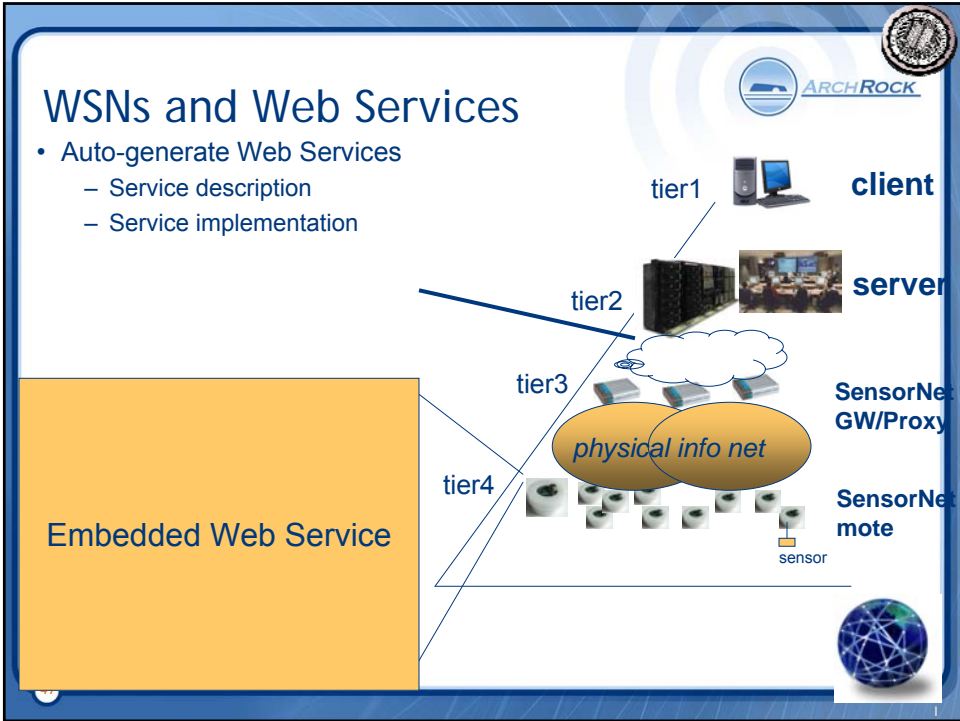 WSNs and Web Services
ARCHROCK
• Auto-generate Web Services
– Service description
– Service implementation
tier1
client
tier2
server
tier3
SensorNet
GW/Proxy
physical info net
tier4
SensorNet
mote
Embedded Web Service
sensor